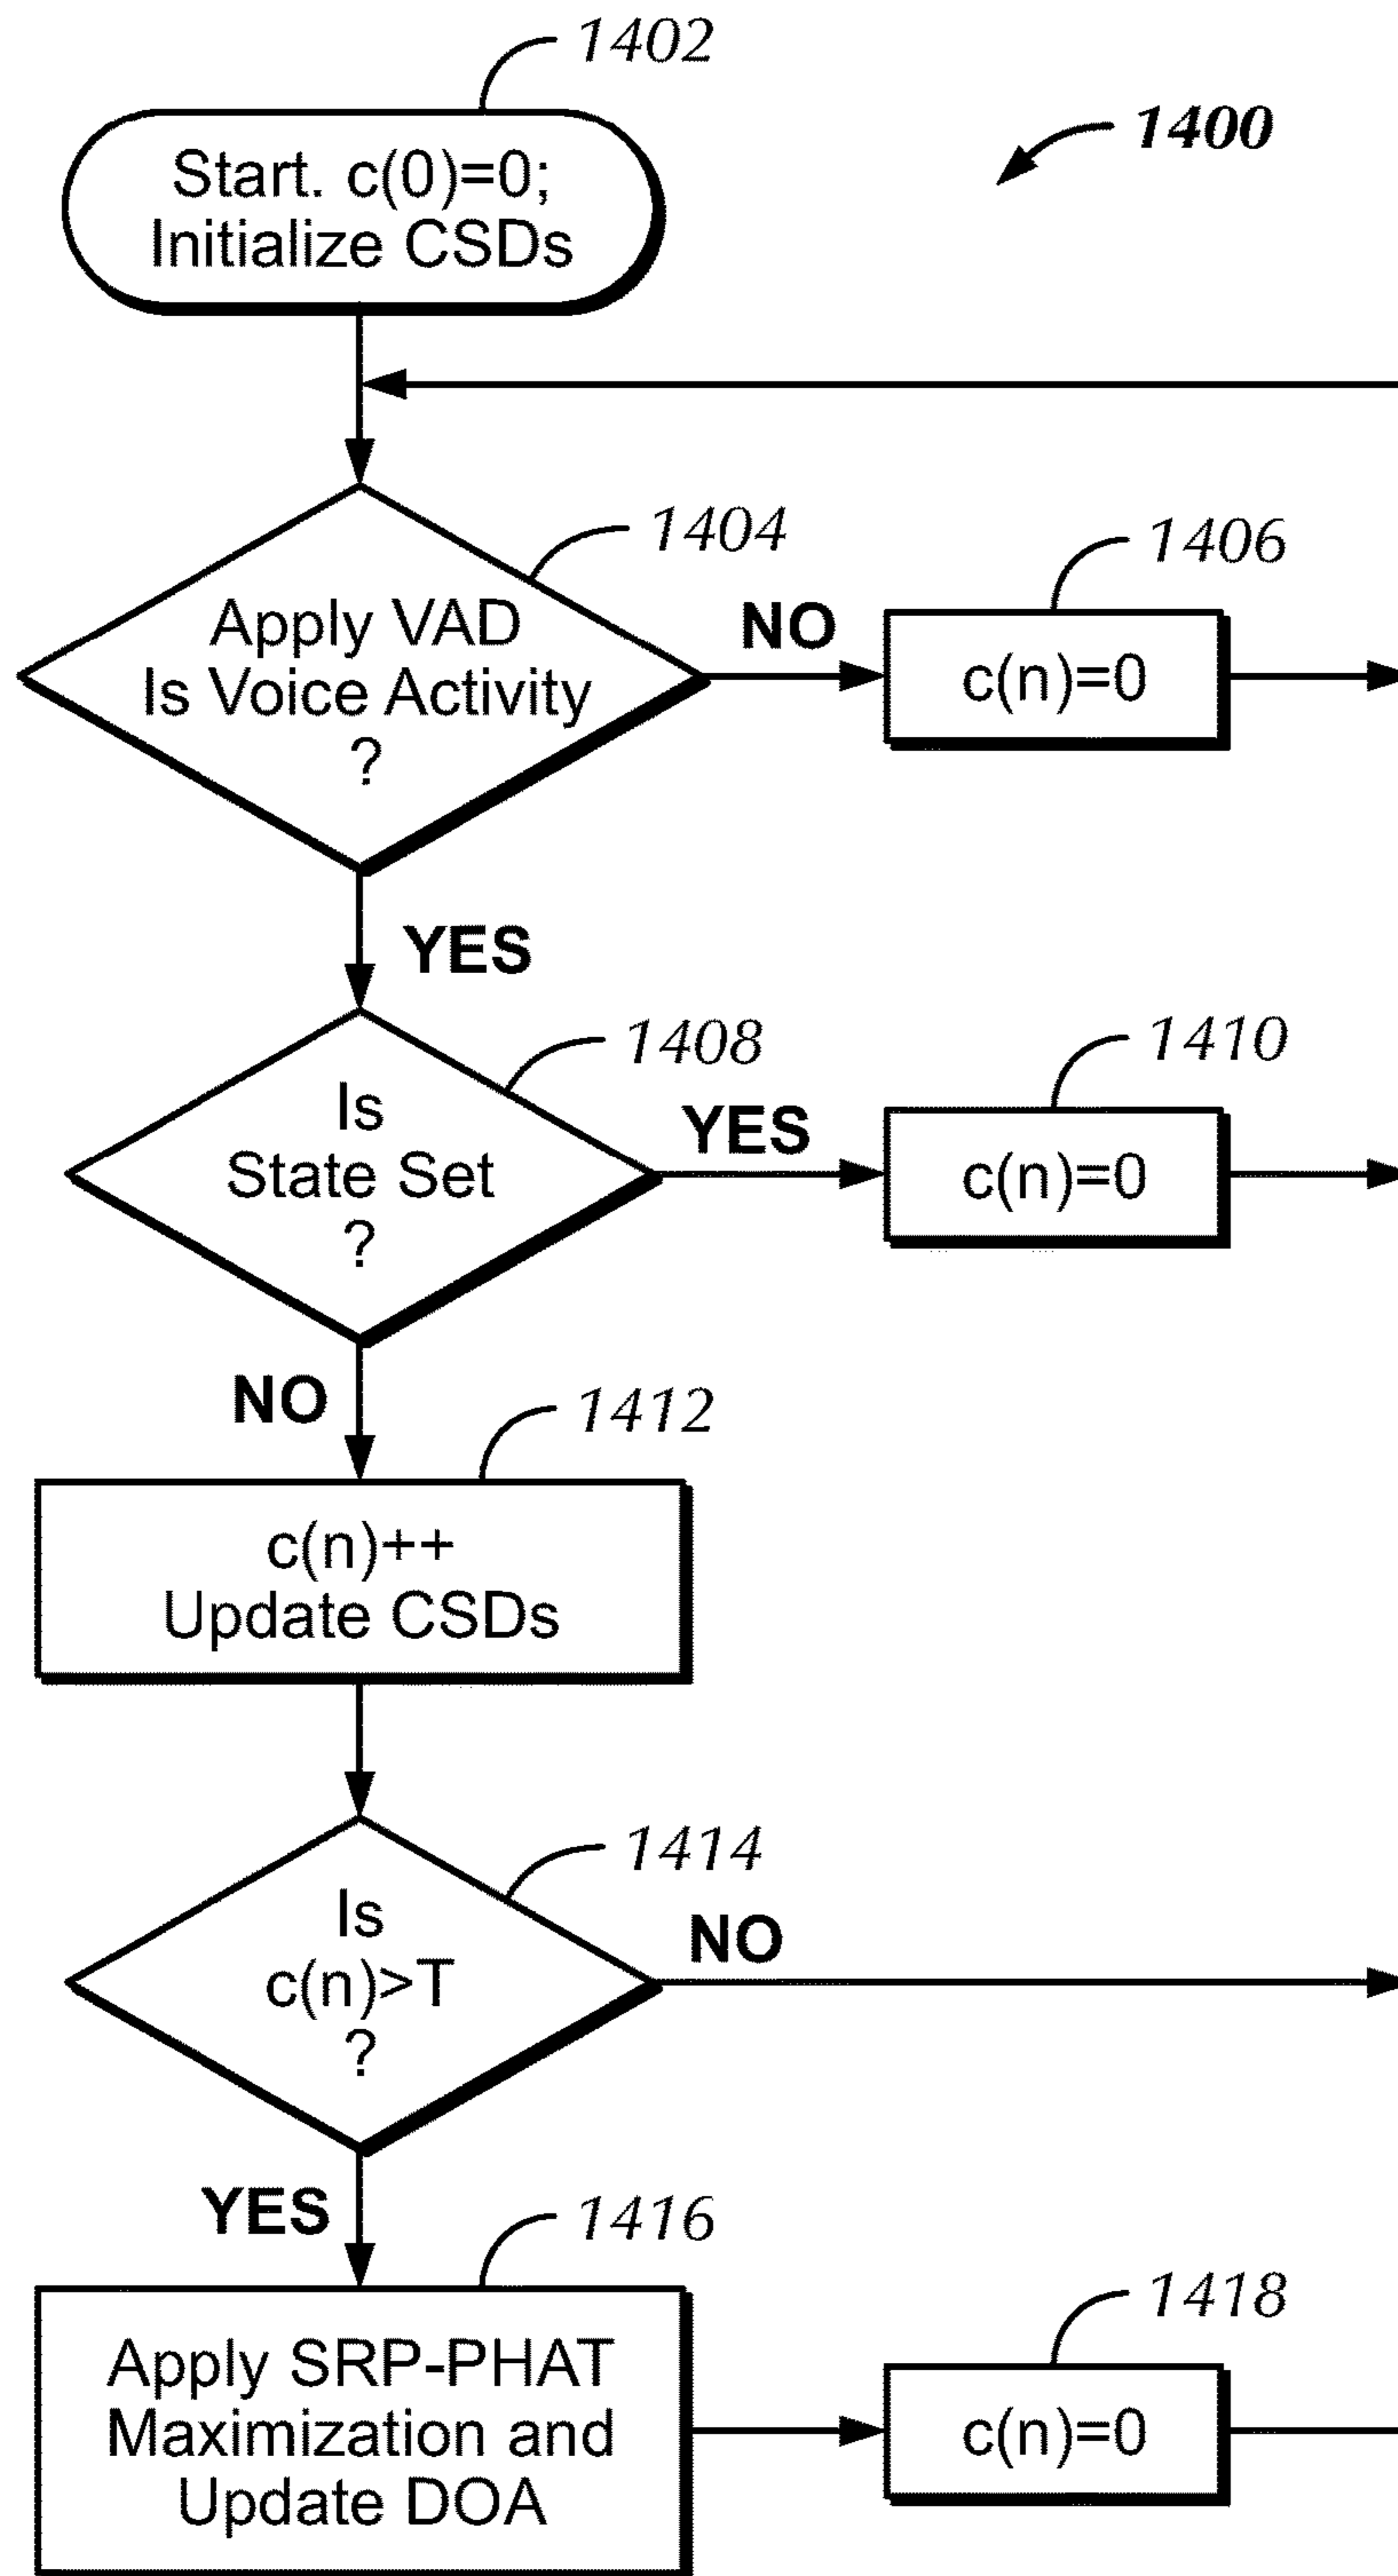 1402
1400
Start. c(0)=0;
Initialize CSDs
1404
1406
Apply VAD
Is Voice Activity
?
NO
c(n)=0
YES
1408
1410
Is
State Set
?
YES
c(n)=0
NO
1412
c(n)++
Update CSDs
1414
Is
c(n)>T
?
NO
YES
1416
1418
Apply SRP-PHAT
Maximization and
Update DOA
c(n)=0